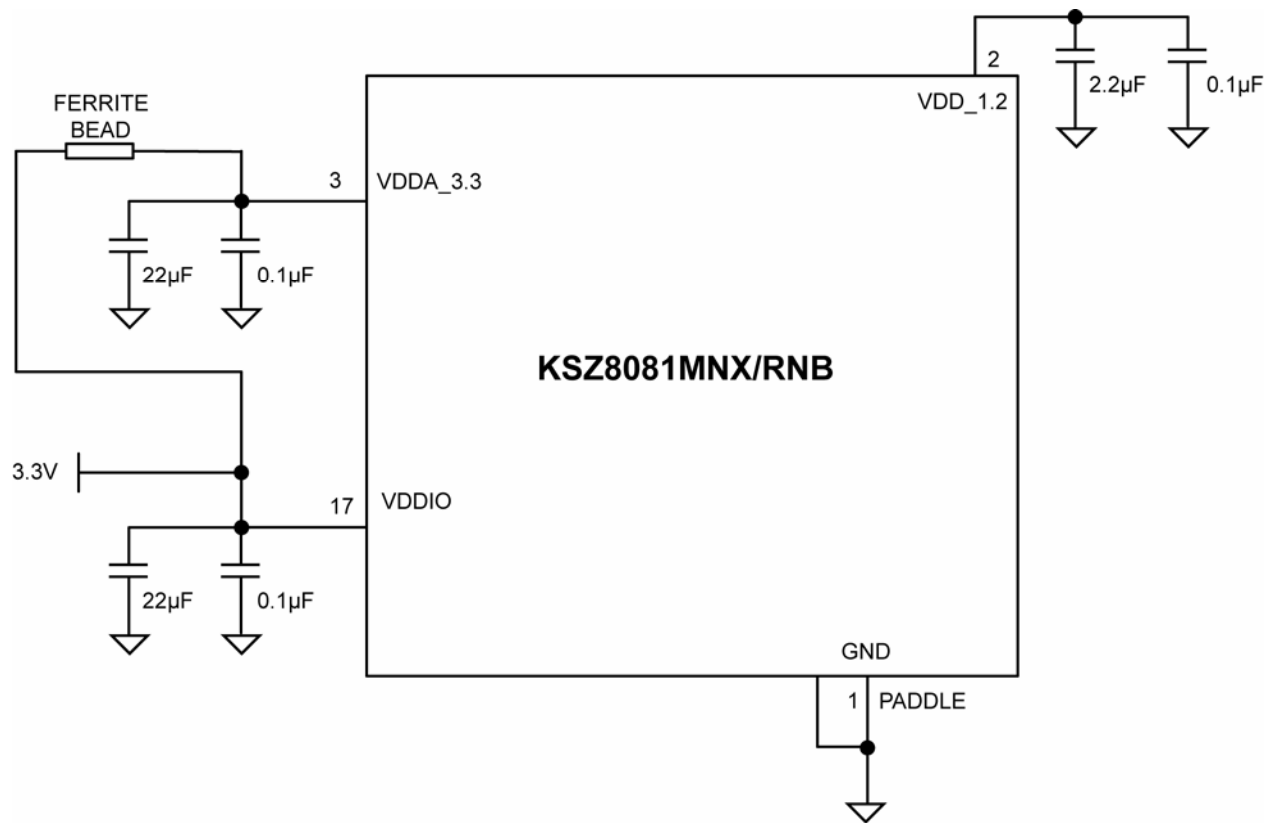 2
VDD_1.2
2.2µF
0.1µF
FERRITE
BEAD
3
VDDA_3.3
22µF
0.1µF
KSZ8081MNX/RNB
3.3V
17
VDDIO
22µF
0.1µF
GND
1
PADDLE